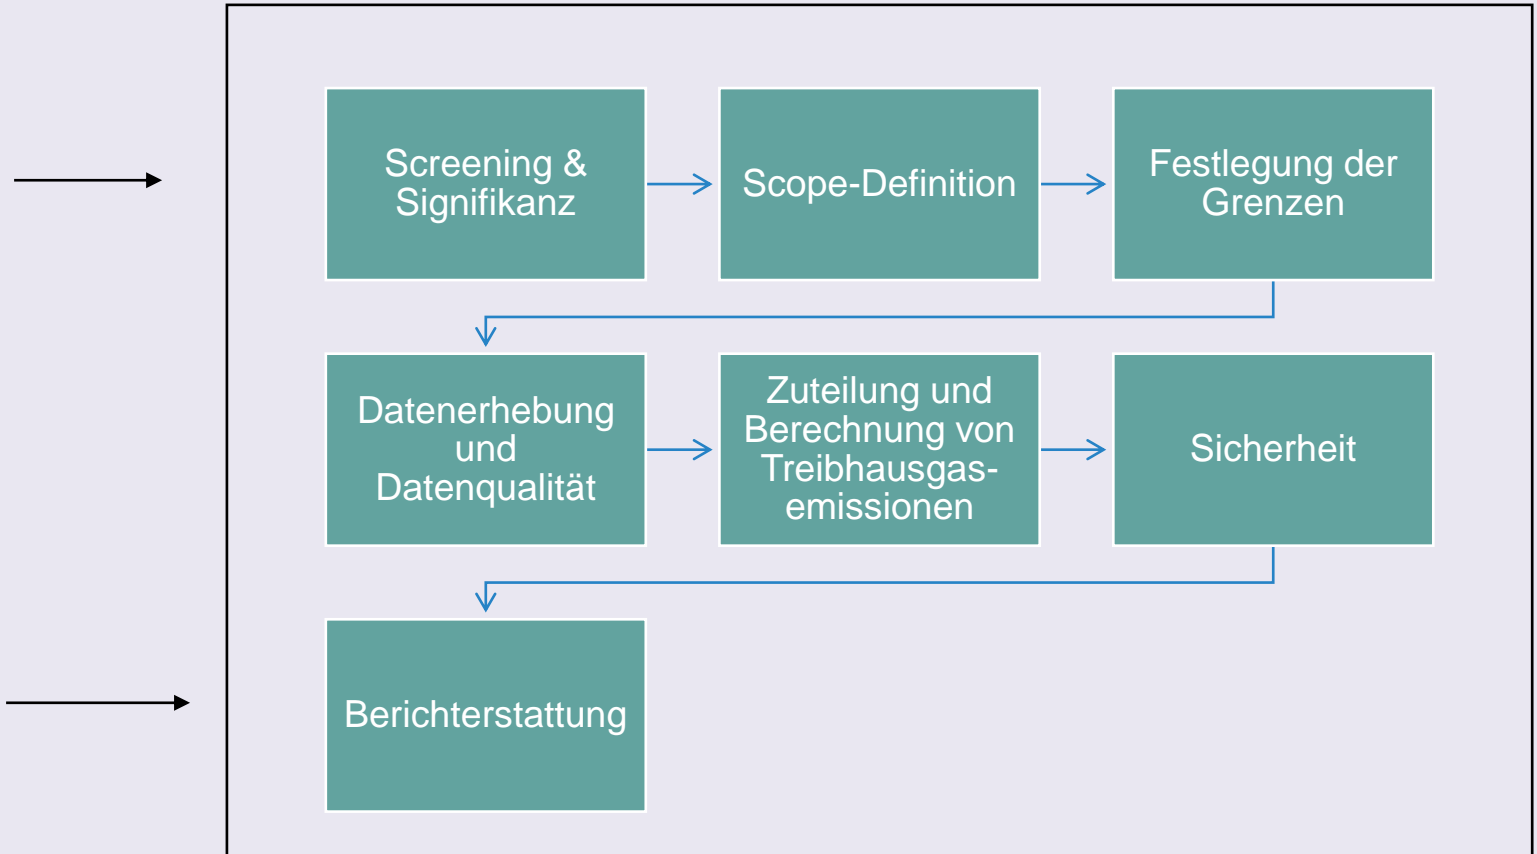 Screening &
Signifikanz
Scope-Definition
Festlegung der
Grenzen
Datenerhebung
und
Datenqualität
Zuteilung und
Berechnung von
Treibhausgas-
emissionen
Sicherheit
Berichterstattung